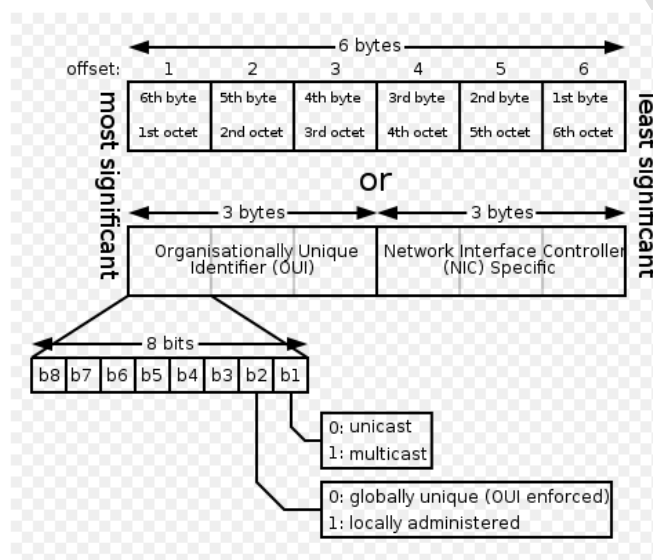 6 bytes
offset: 1 2 3 4 5 6
most significant
6th byte 5th byte 4th byte 3rd byte 2nd byte 1st byte
1st octet 2nd octet 3rd octet 4th octet 5th octet 6th octet
least significant
or
3 bytes 3 bytes
Organisationally Unique
Identifier (OUI)
Network Interface Controller
(NIC) Specific
8 bits
b8 b7 b6 b5 b4 b3 b2 b1
0: unicast
1: multicast
0: globally unique (OUI enforced)
1: locally administered